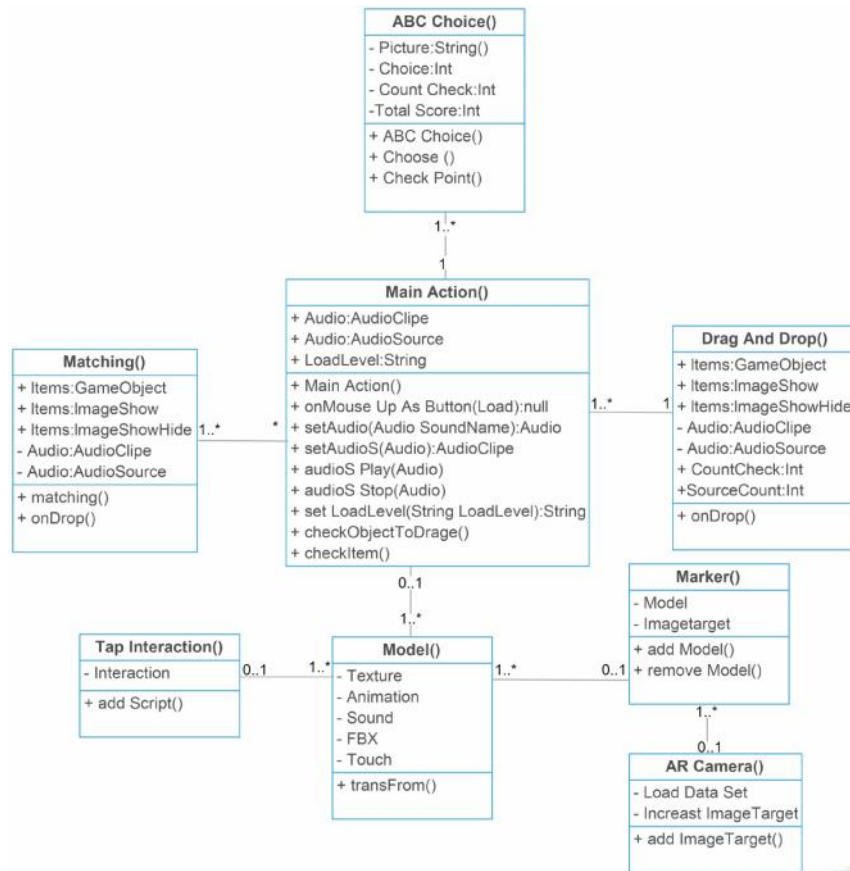 ABC Choice()
- Picture:String()
- Choice:Int
- Count Check:Int
-Total Score:Int
+ ABC Choice()
+ Choose ()
+ Check Point()
1..*
1
Main Action()
+ Audio:AudioClipe
+ Audio:AudioSource
+ LoadLevel:String
+ Main Action()
+ onMouse Up As Button(Load):null
+ setAudio(Audio SoundName):Audio
+ setAudioS(Audio):AudioClipe
+ audioS Play(Audio)
+ audioS Stop(Audio)
+ set LoadLevel(String LoadLevel):String
+ checkObjectToDrage()
+ checkItem()
Matching()
+ Items:GameObject
+ Items:ImageShow
+ Items:ImageShowHide
- Audio:AudioClipe
- Audio:AudioSource
+ matching()
+ onDrop()
1..*
*
Drag And Drop()
+ Items:GameObject
+ Items:ImageShow
+ Items:ImageShowHide
- Audio:AudioClipe
- Audio:AudioSource
+ CountCheck:Int
+SourceCount:Int
+ onDrop()
1..*
1
0..1
1..*
Tap Interaction()
- Interaction
+ add Script()
0..1
1..*
Model()
- Texture
- Animation
- Sound
- FBX
- Touch
+ transFrom()
1..*
0..1
Marker()
- Model
- Imagetarget
+ add Model()
+ remove Model()
1..*
0..1
AR Camera()
- Load Data Set
- Increast ImageTarget
+ add ImageTarget()